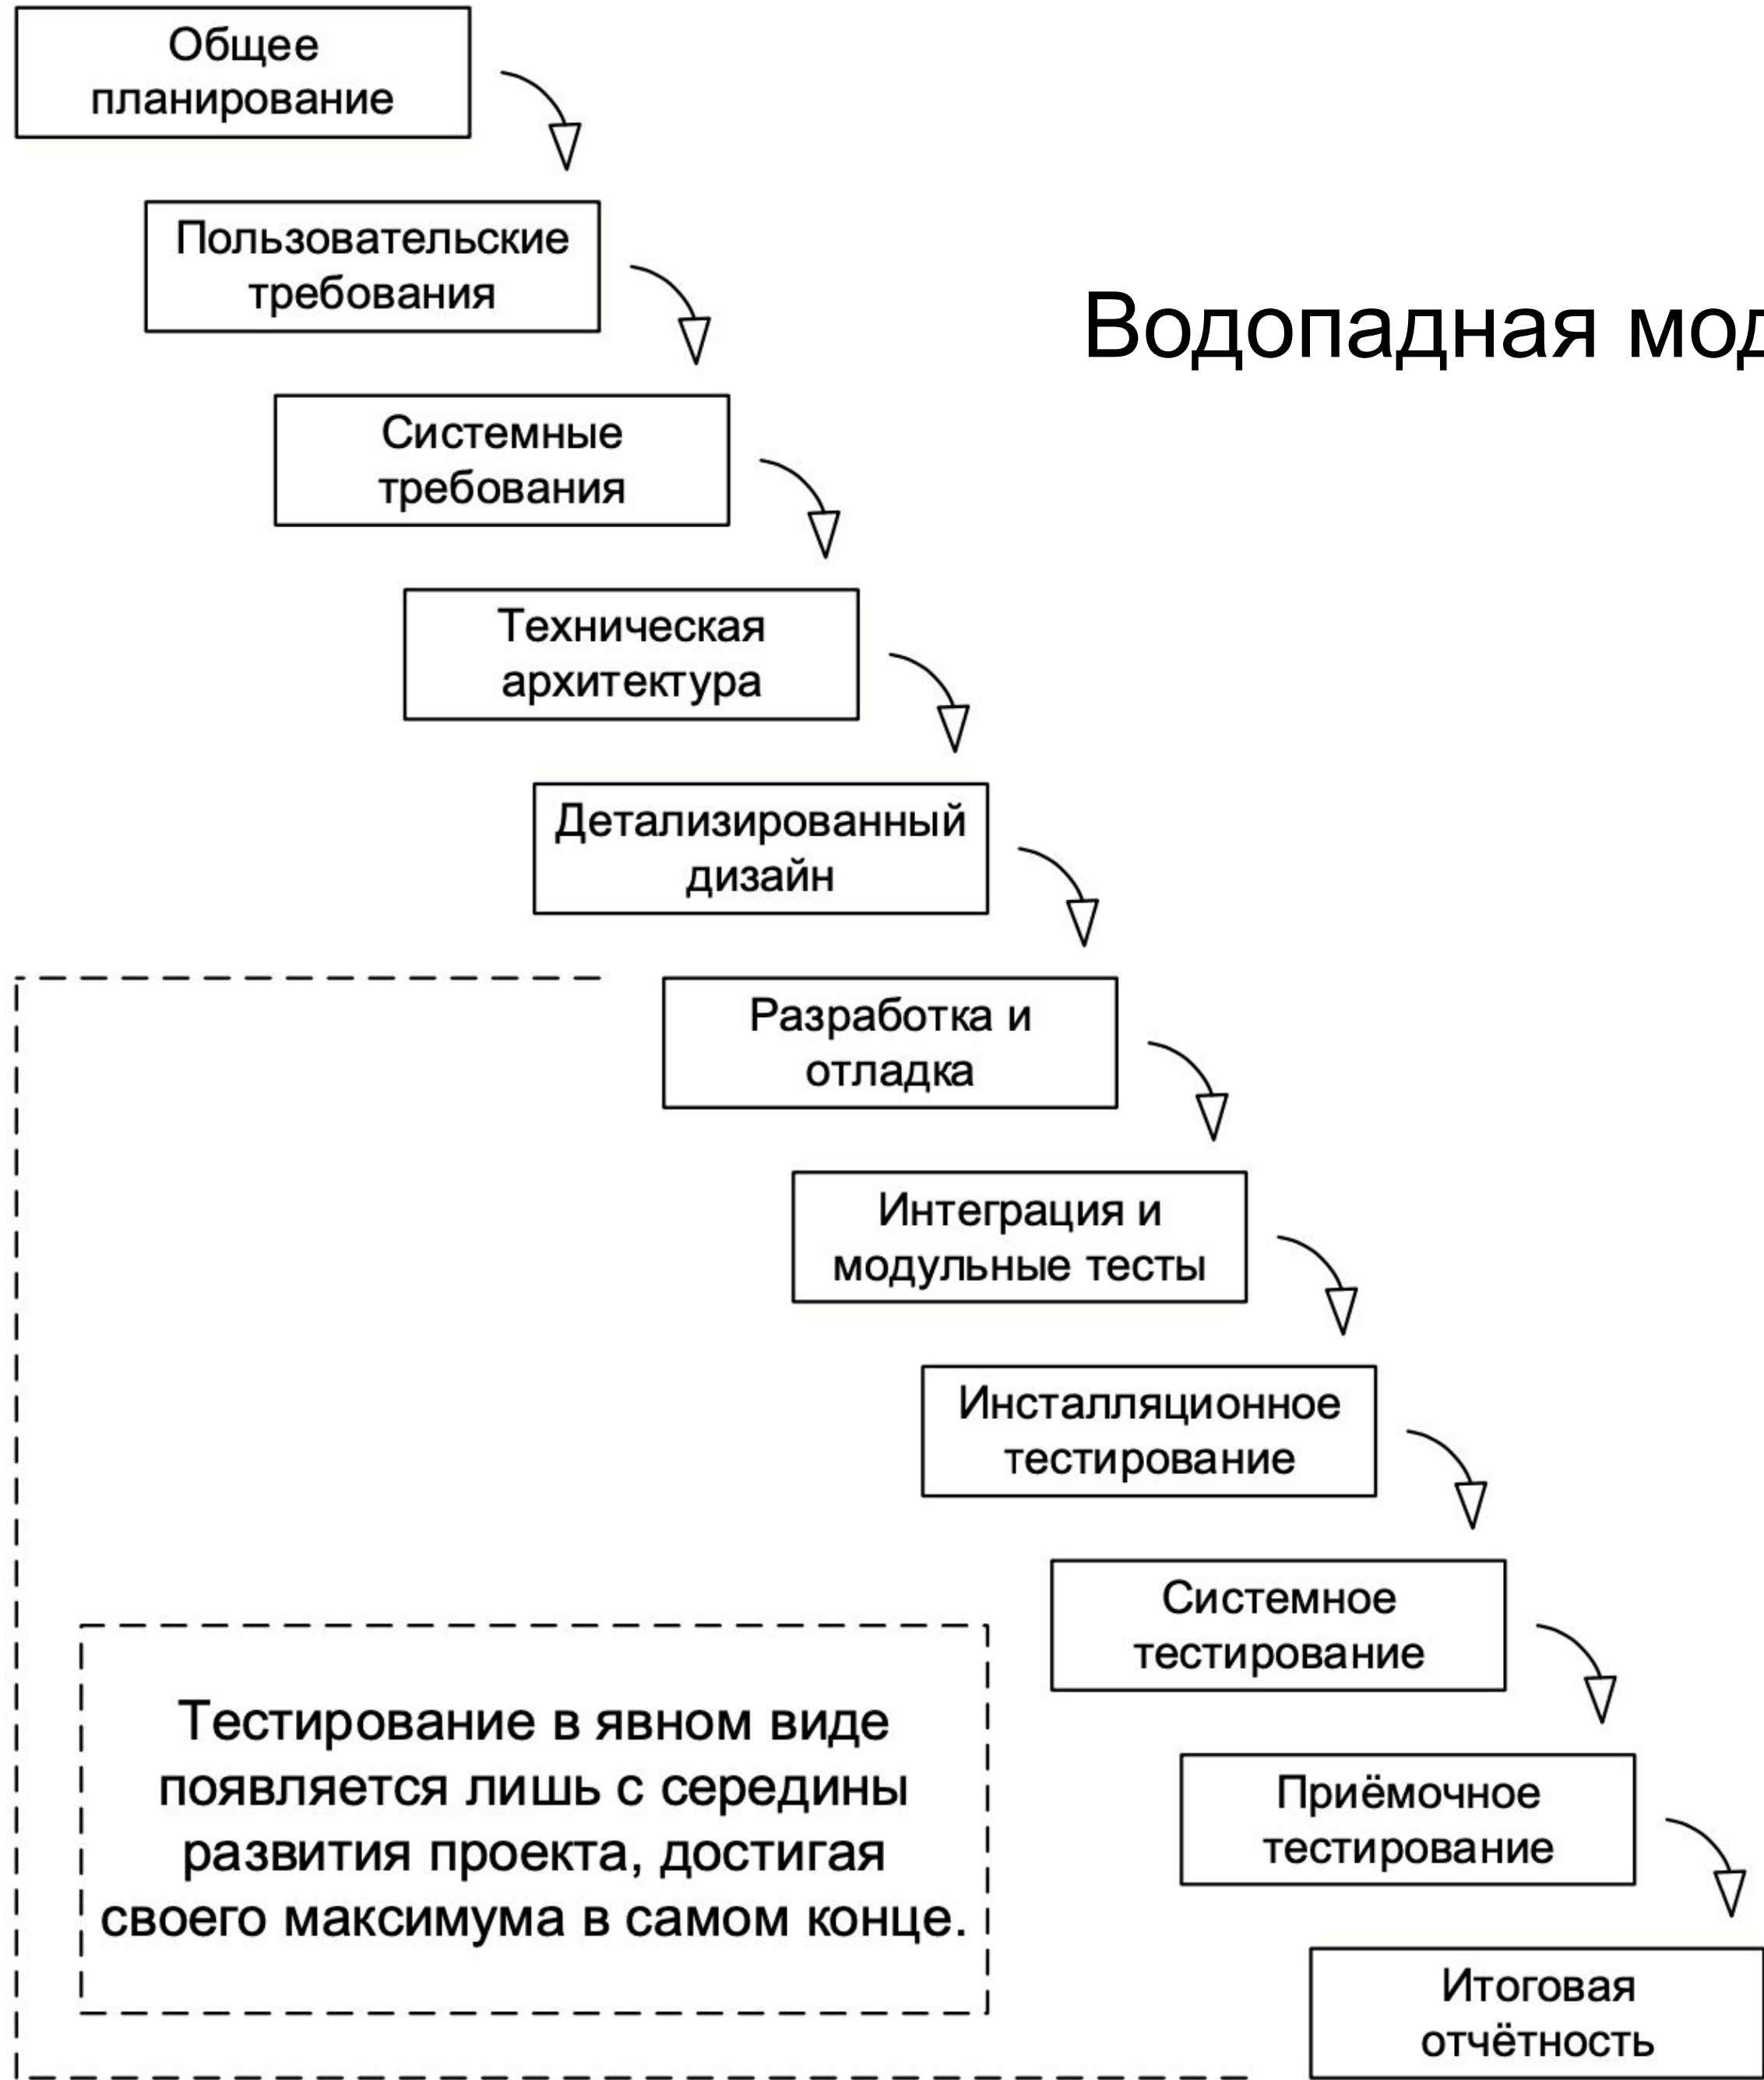 Общее
планирование
Пользовательские
требования
Водопадная
Системные
требования
Техническая
архитектура
Детализированный
дизайн
Разработка и
отладка
Интеграция и
модульные тесты
Инсталляционное
тестирование
Системное
тестирование
Тестирование в явном виде
появляется лишь с середины
развития проекта, достигая
своего максимума в самом конце.
Приёмочное
тестирование
Итоговая
отчётность